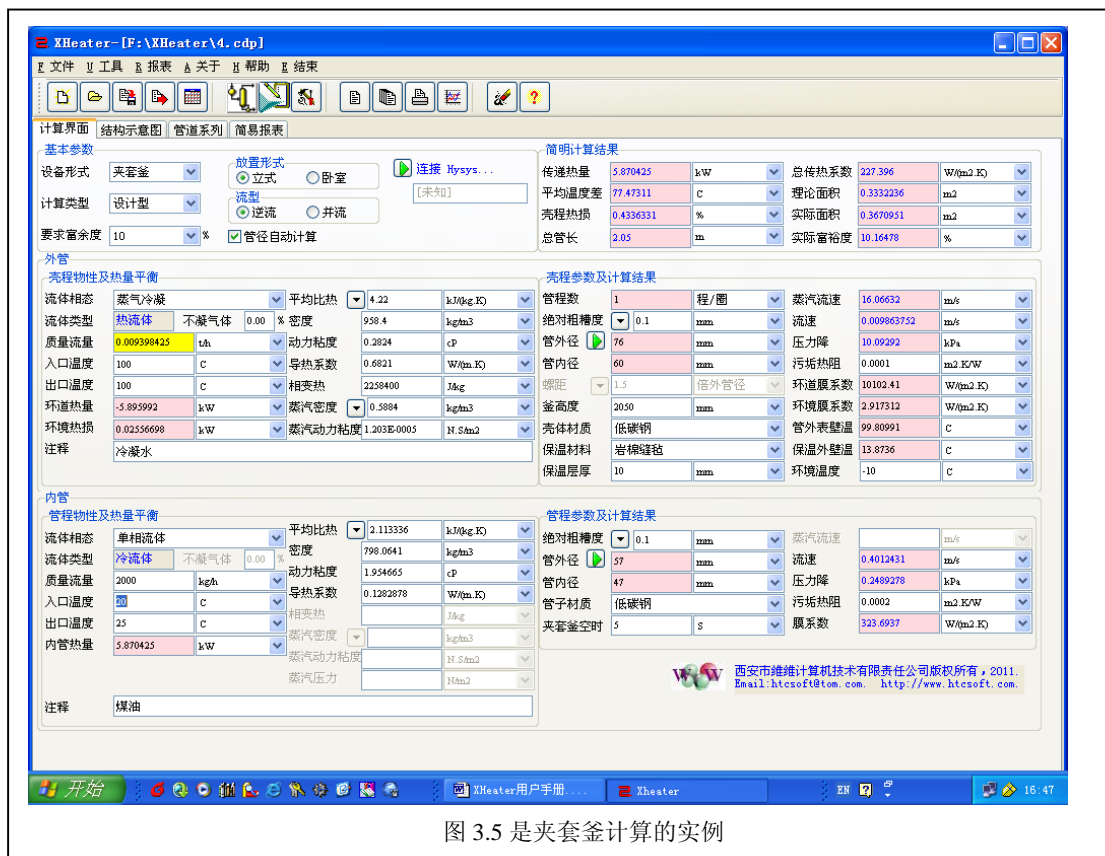 XHeater-[F:\XHeater\4.cdp]
F 文件 U 工具 R 报表 A 关于 H 帮助 E 结束
计算界面 结构示意图 管道系列 简易报表
基本参数
设备形式 夹套釜
放置形式
立式 卧室
连接 Hysys...
[未知]
计算类型 设计型
流型
逆流 并流
要求富余度 10 %
管径自动计算
简明计算结果
传递热量 5.870425 kW 总传热系数 227.396 W/(m2.K)
平均温度差 77.47311 C 理论面积 0.3332236 m2
壳程热损 0.4336331 % 实际面积 0.3670951 m2
总管长 2.05 m 实际富裕度 10.16478 %
外管
壳程物性及热量平衡
流体相态 蒸气冷凝 平均比热 4.22 kJ/(kg.K)
流体类型 热流体 不凝气体 0.00 % 密度 958.4 kg/m3
质量流量 0.009398425 t/h 动力粘度 0.2824 cP
入口温度 100 C 导热系数 0.6821 W/(m.K)
出口温度 100 C 相变热 2258400 J/kg
环道热量 -5.895992 kW 蒸汽密度 0.5884 kg/m3
环境热损 0.02556698 kW 蒸汽动力粘度 1.203E-0005 N.S/m2
注释 冷凝水
壳程参数及计算结果
管程数 1 程/圈 蒸汽流速 16.06632 m/s
绝对粗糙度 0.1 mm 流速 0.009863752 m/s
管外径 76 mm 压力降 10.09292 kPa
管内径 60 mm 污垢热阻 0.0001 m2.K/W
螺距 1.5 倍外管径 环道膜系数 10102.41 W/(m2.K)
釜高度 2050 mm 环境膜系数 2.917312 W/(m2.K)
壳体材质 低碳钢 管外表壁温 99.80991 C
保温材料 岩棉缝毡 保温外壁温 13.8736 C
保温层厚 10 mm 环境温度 -10 C
内管
管程物性及热量平衡
流体相态 单相流体 平均比热 2.113336 kJ/(kg.K)
流体类型 冷流体 不凝气体 0.00 % 密度 798.0641 kg/m3
质量流量 2000 kg/h 动力粘度 1.954665 cP
入口温度 20 C 导热系数 0.1282878 W/(m.K)
出口温度 25 C 相变热 J/kg
内管热量 5.870425 kW 蒸汽密度 kg/m3
蒸汽动力粘度 N.S/m2
蒸汽压力 N/m2
注释 煤油
管程参数及计算结果
绝对粗糙度 0.1 mm 蒸汽流速 m/s
管外径 57 mm 流速 0.4012431 m/s
管内径 47 mm 压力降 0.2489278 kPa
管子材质 低碳钢 污垢热阻 0.0002 m2.K/W
夹套釜空时 5 S 膜系数 323.6937 W/(m2.K)
WW 西安市维维计算机技术有限责任公司版权所有,2011.
Email:htcsoft@tom.com. http://www.htcsoft.com.
开始 XHeater用户手册.... Xheater EN 16:47
图 3.5 是夹套釜计算的实例